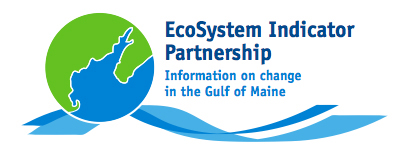 EcoSystem Indicator
Partnership
Information on change
in the Gulf of Maine